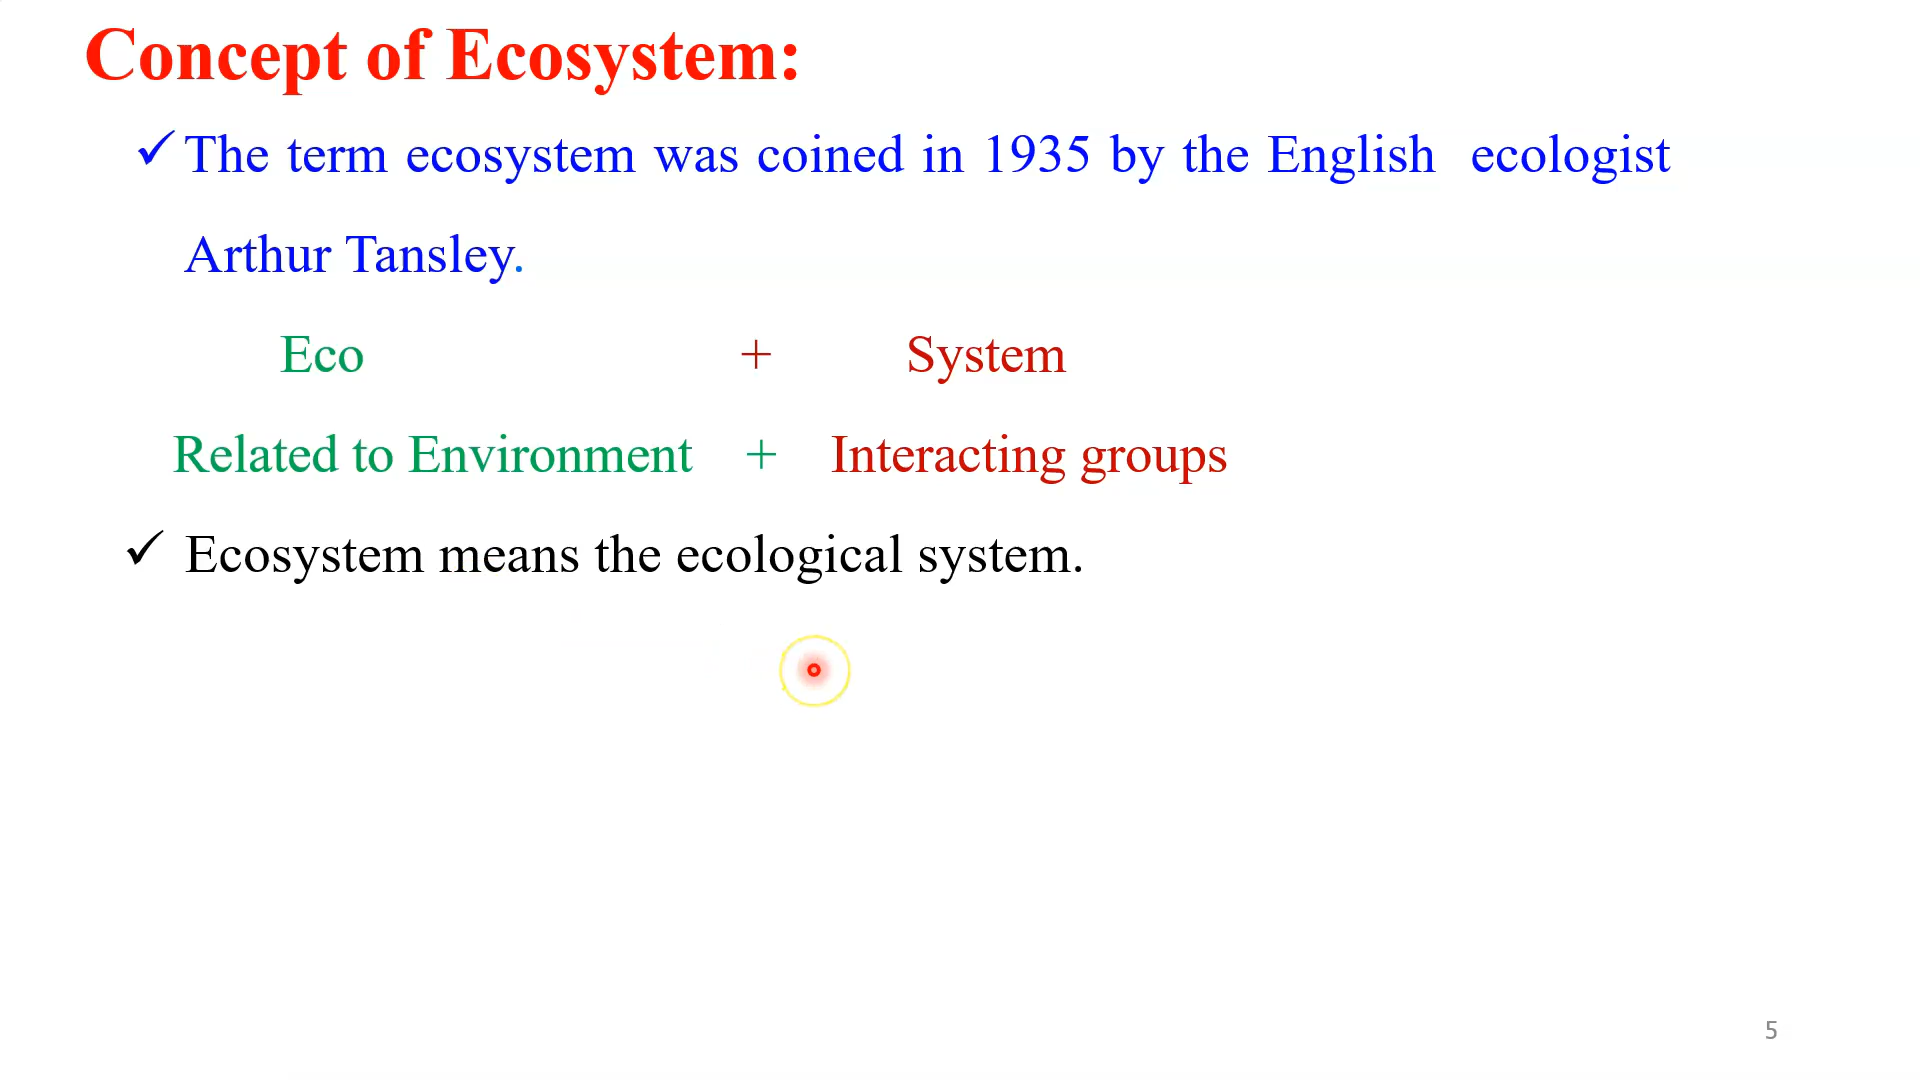 Concept of Ecosystem:
✓ The term ecosystem was coined in 1935 by the English ecologist
Arthur Tansley.
Eco + System
Related to Environment + Interacting groups
✓ Ecosystem means the ecological system.
5